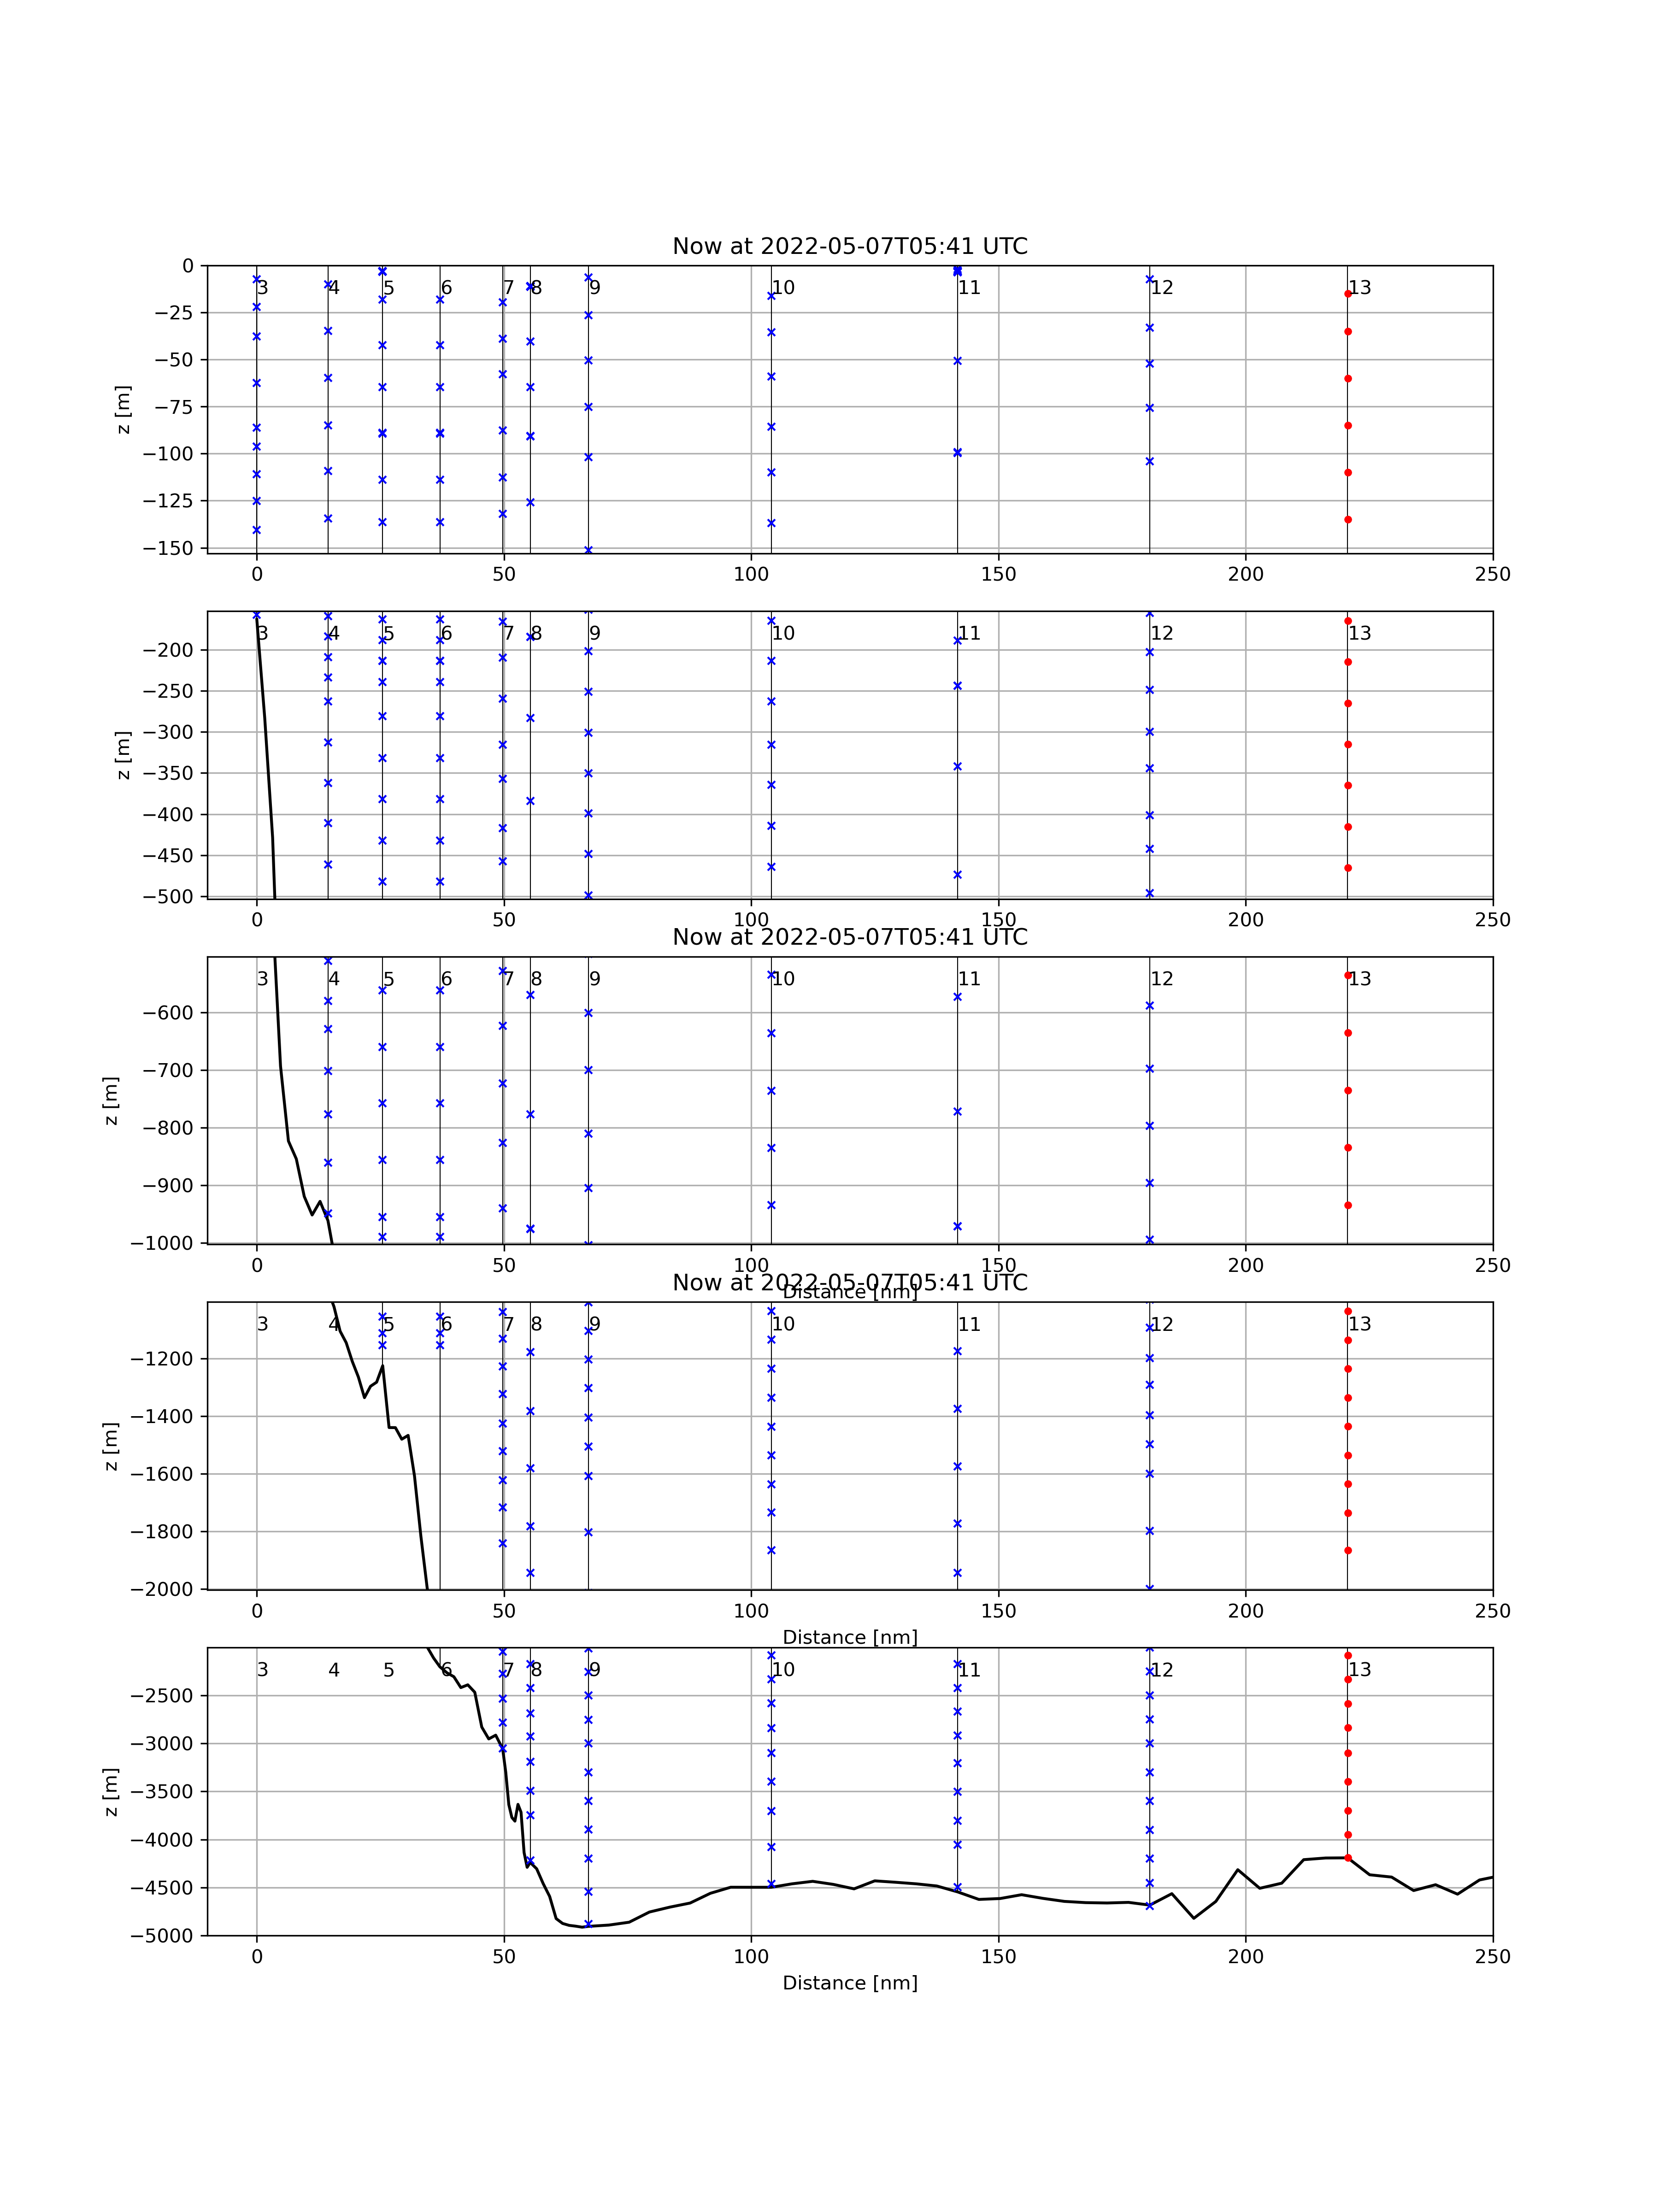 Now at 2022-05-07T05:41 UTC
0
3 4 5 6 7 8 9 10 11 12 13
−25
−50
z [m]
−75
−100
−125
−150
0 50 100 150 200 250
3 4 5 6 7 8 9 10 11 12 13
−200
−250
−300
z [m]
−350
−400
−450
−500
0 50 100 150 200 250
Now at 2022-05-07T05:41 UTC
3 4 5 6 7 8 9 10 11 12 13
−600
−700
z [m]
−800
−900
−1000
0 50 100 150 200 250
Distance [nm]
Now at 2022-05-07T05:41 UTC
3 4 5 6 7 8 9 10 11 12 13
−1200
−1400
z [m]
−1600
−1800
−2000
0 50 100 150 200 250
Distance [nm]
3 4 5 6 7 8 9 10 11 12 13
−2500
−3000
z [m]
−3500
−4000
−4500
−5000
0 50 100 150 200 250
Distance [nm]